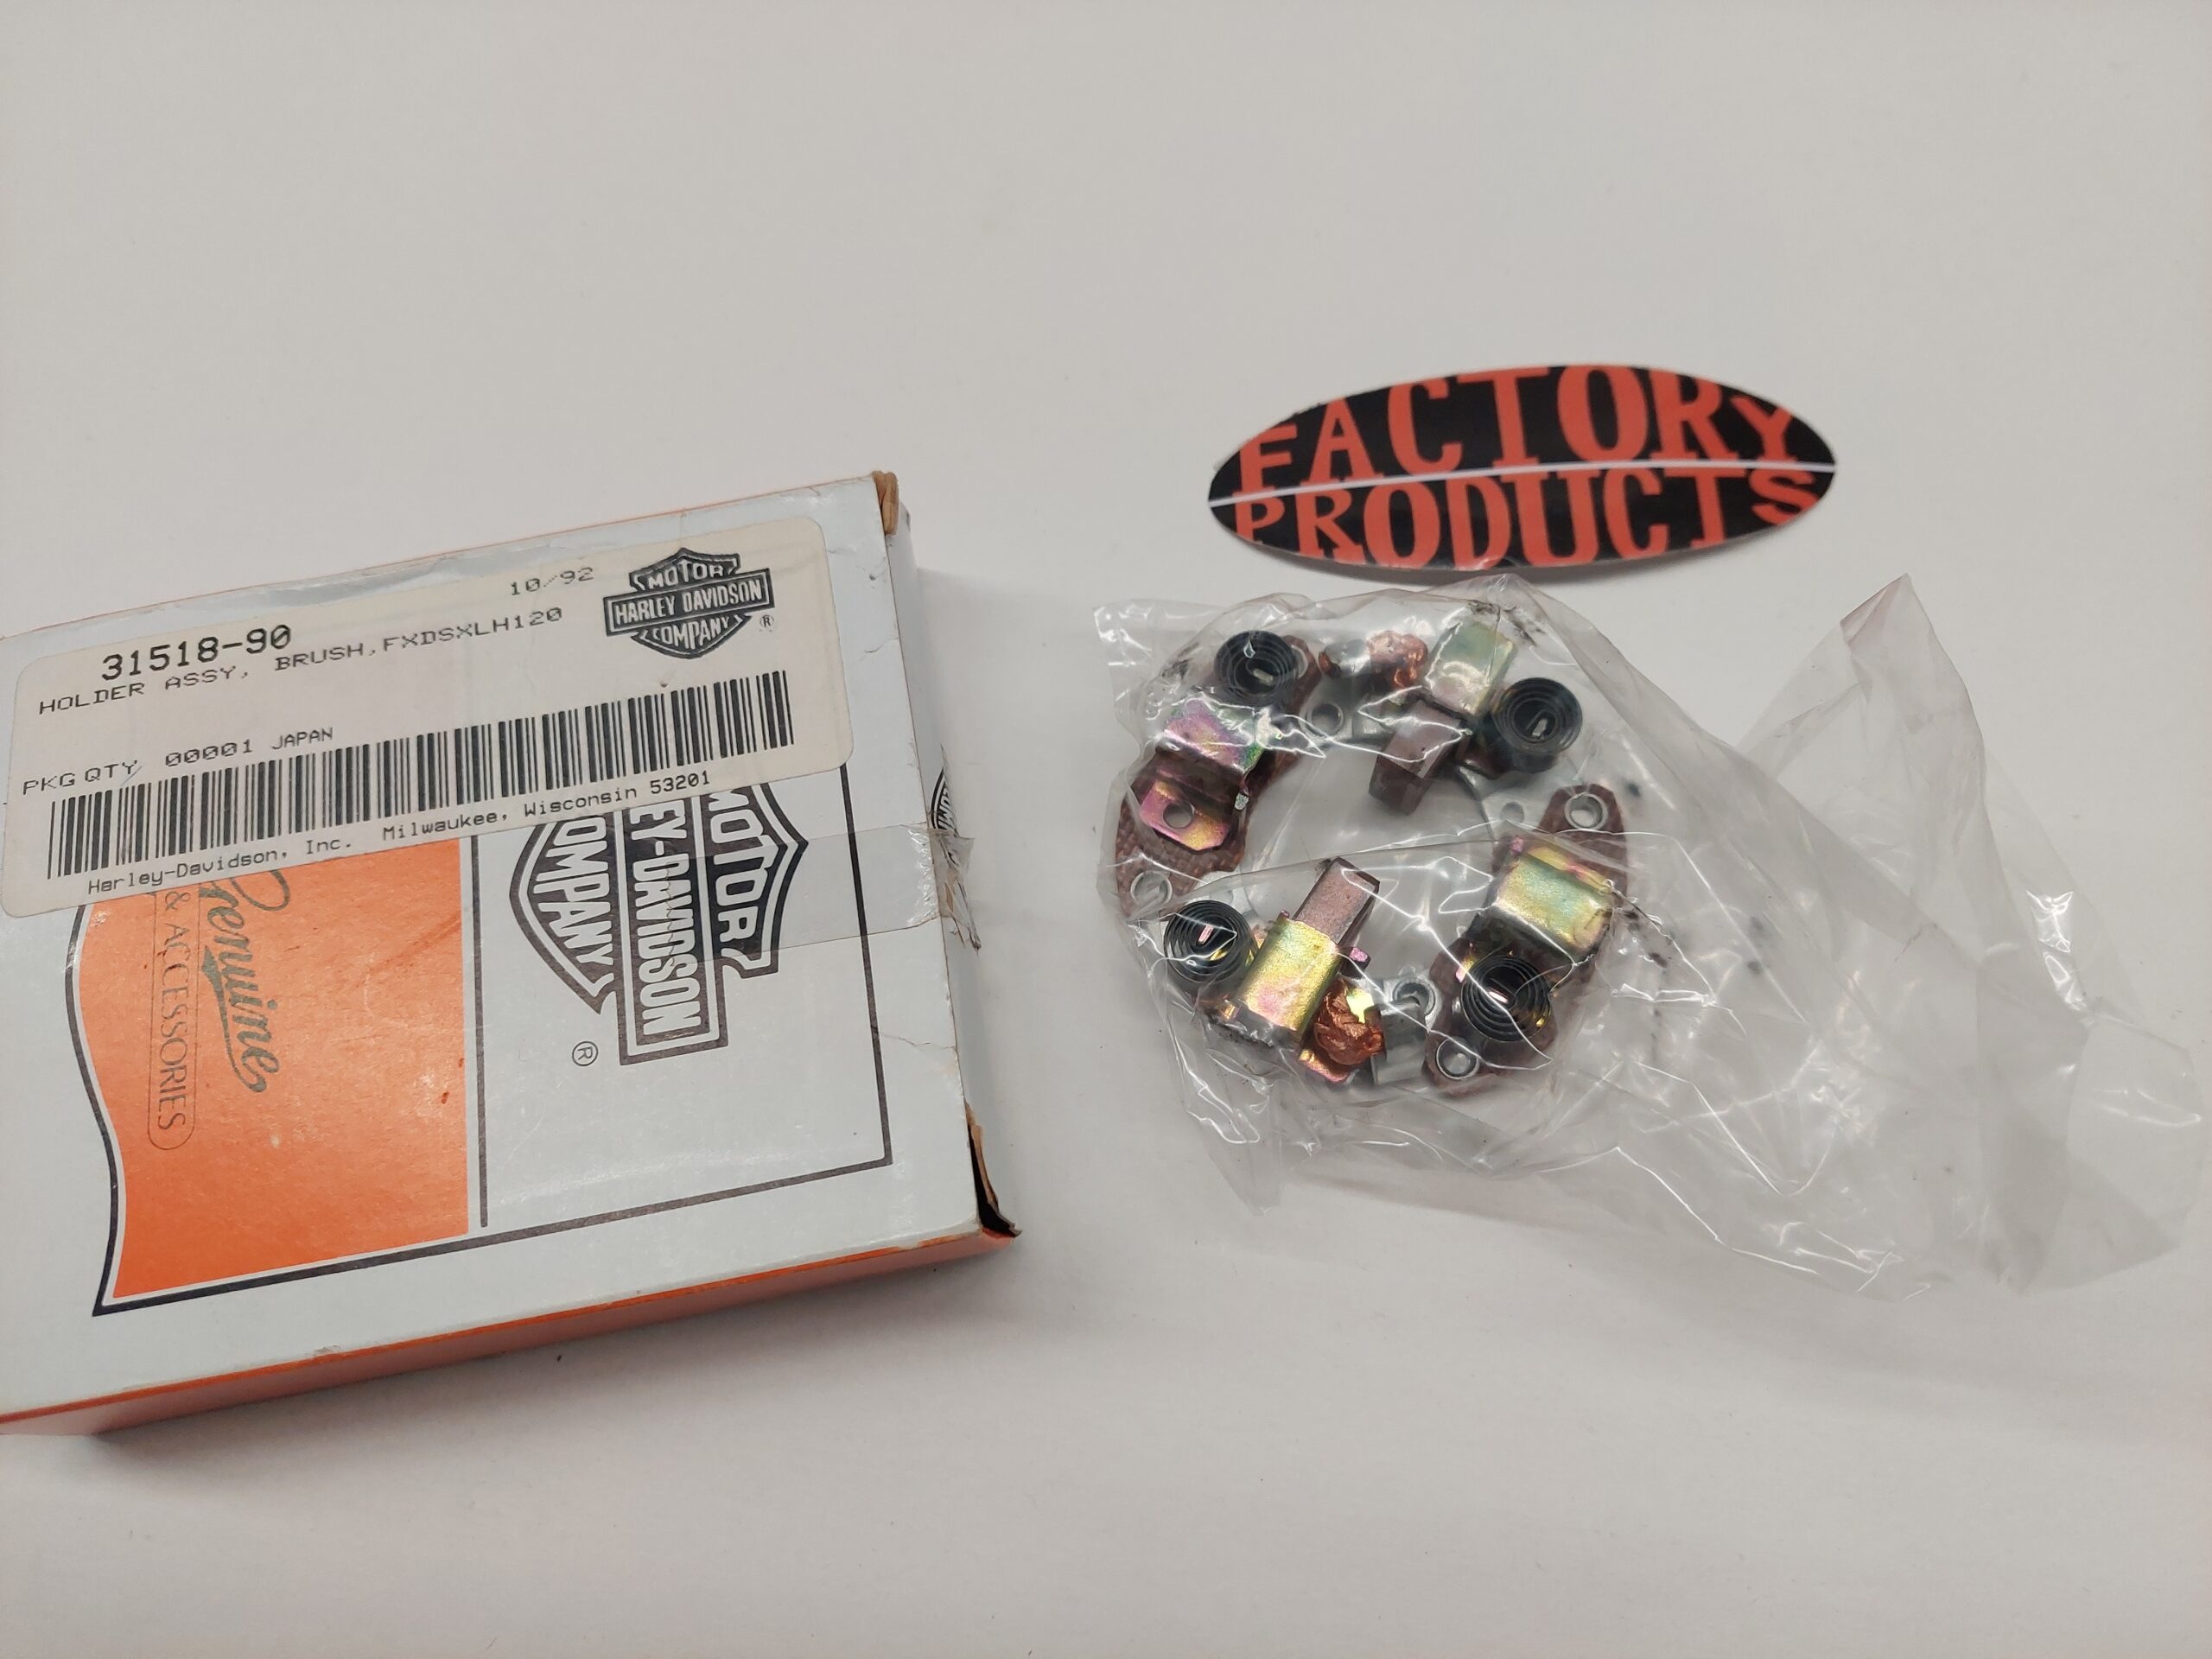 10/92
31518-90
HOLDER ASSY, BRUSH,FXDSXLH120
MOTOR
HARLEY DAVIDSON
COMPANY
®
PKG QTY 00001 JAPAN
Harley-Davidson, Inc. Milwaukee, Wisconsin 53201
Genuine
& ACCESSORIES
MOTOR
EY-DAVIDSON
COMPANY
®
FACTORY
PRODUCTS